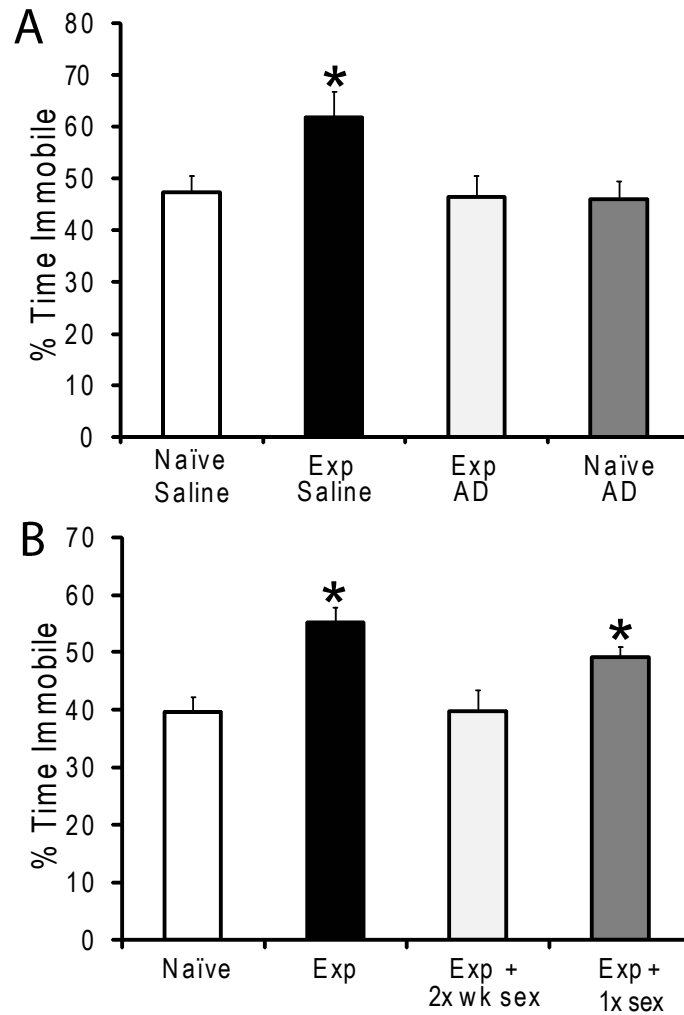 A
80
70
60
50
40
30
20
10
0
% Time Immobile
*
Naïve Saline
Exp Saline
Exp AD
Naïve AD
B
70
60
50
40
30
20
10
0
% Time Immobile
*
*
Naïve
Exp
Exp +
2x wk sex
Exp +
1x sex